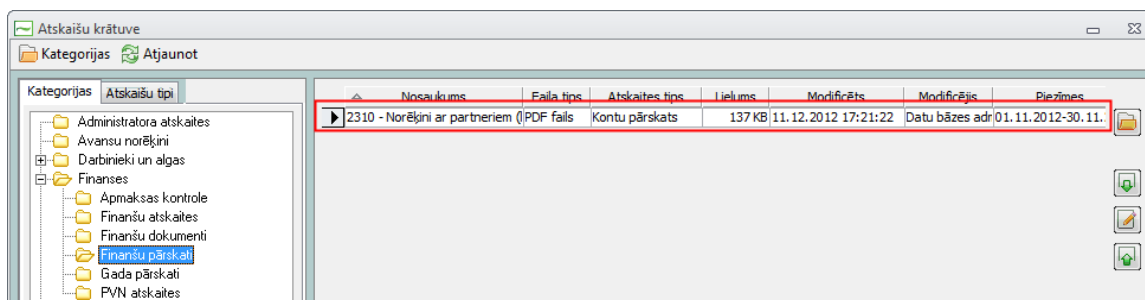 Atskaišu krātuve
Kategorijas Atjaunot
Kategorijas Atskaišu tipi
Nosaukums Faila tips Atskaites tips Lielums Modificēts Modificējis Piezīmes
2310 - Norēķini ar partneriem ( PDF fails Kontu pārskats 137 KB 11.12.2012 17:21:22 Datu bāzes adr 01.11.2012-30.11.
Administratora atskaites
Avansu norēķini
Darbinieki un algas
Finanses
Apmaksas kontrole
Finanšu atskaites
Finanšu dokumenti
Finanšu pārskati
Gada pārskati
PVN atskaites